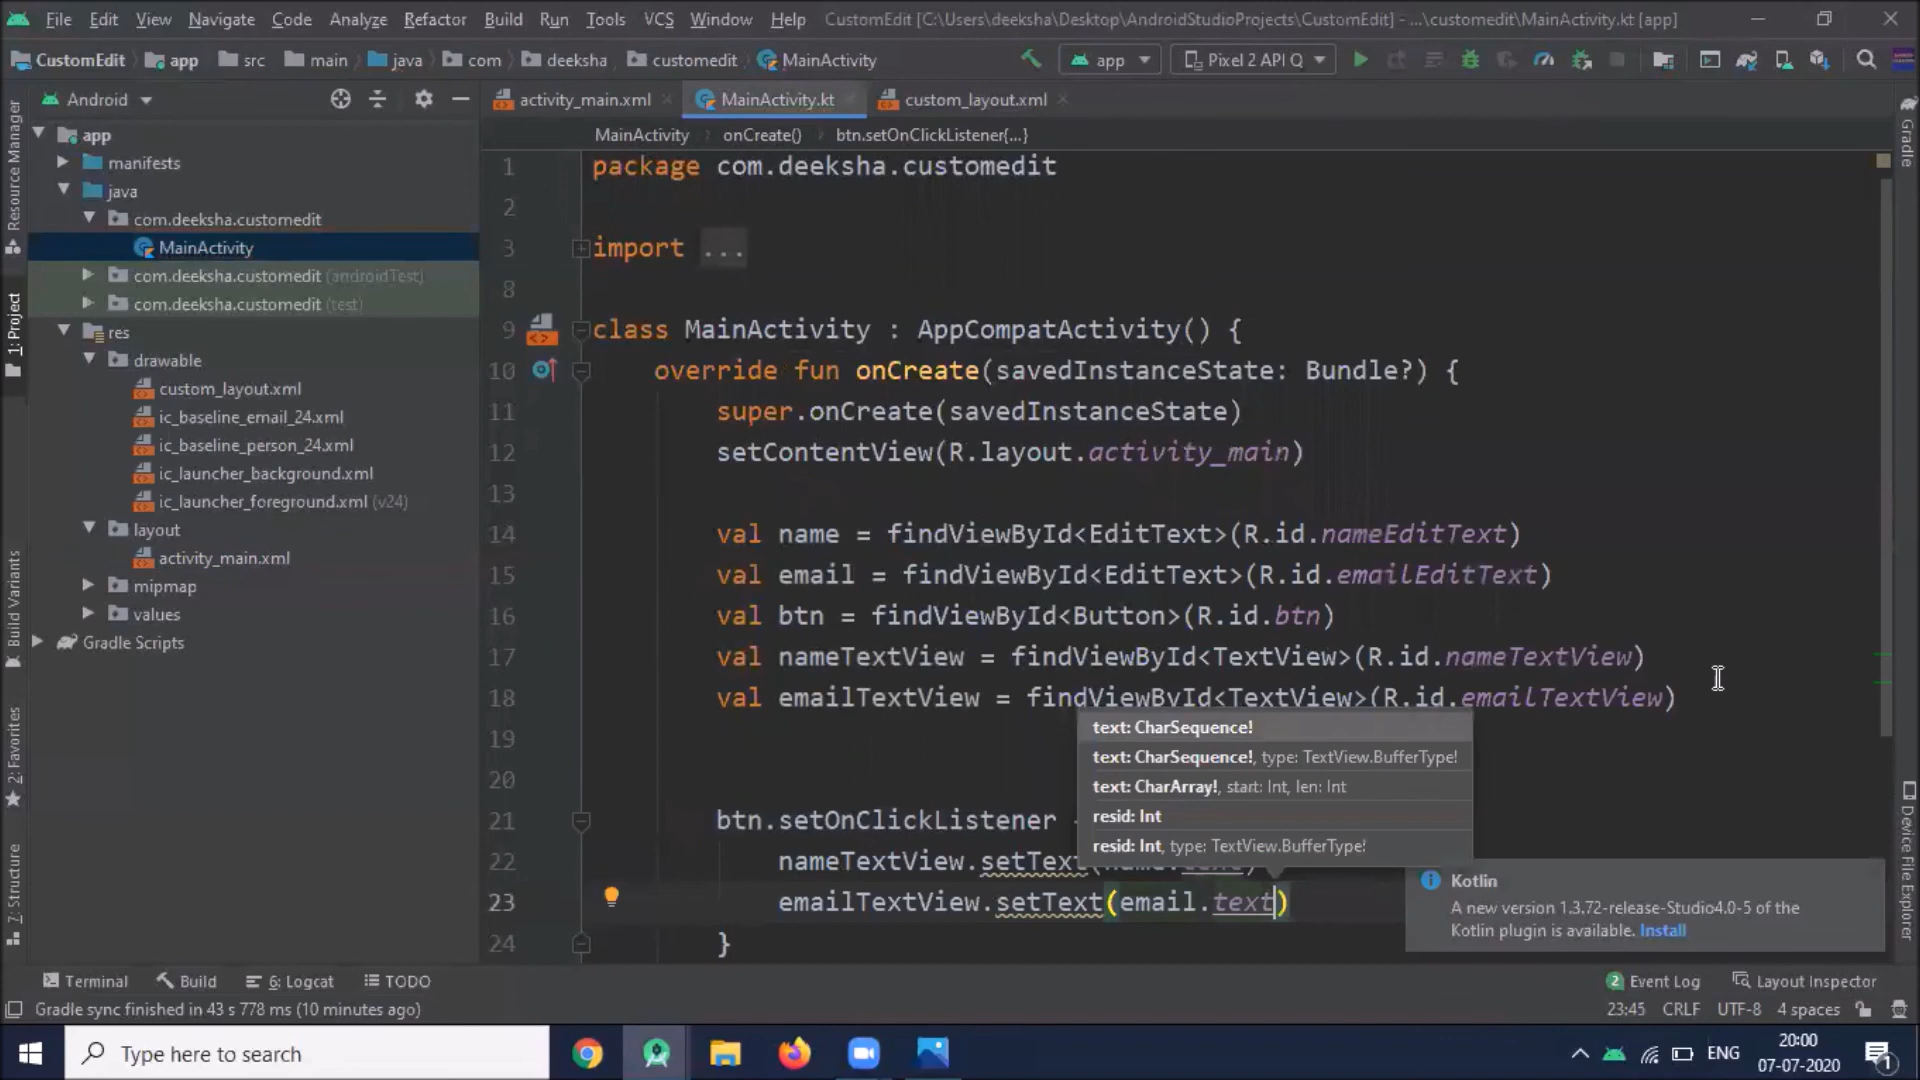 File Edit View Navigate Code Analyze Refactor Build Run Tools VCS Window Help CustomEdit [C:\Users\deeksha\Desktop\AndroidStudioProjects\CustomEdit] - ...\customedit\MainActivity.kt [app]
CustomEdit app src main java com deeksha customedit MainActivity app Pixel 2 API Q
Android activity_main.xml MainActivity.kt custom_layout.xml
MainActivity onCreate() btn.setOnClickListener{...}
Resource Manager
1: Project
Build Variants
2: Favorites
7: Structure
app
manifests
java
com.deeksha.customedit
MainActivity
com.deeksha.customedit (androidTest)
com.deeksha.customedit (test)
res
drawable
custom_layout.xml
ic_baseline_email_24.xml
ic_baseline_person_24.xml
ic_launcher_background.xml
ic_launcher_foreground.xml (v24)
layout
activity_main.xml
mipmap
values
Gradle Scripts
1 package com.deeksha.customedit
2
3 import ...
8
9 class MainActivity : AppCompatActivity() {
10 override fun onCreate(savedInstanceState: Bundle?) {
11 super.onCreate(savedInstanceState)
12 setContentView(R.layout.activity_main)
13
14 val name = findViewById<EditText>(R.id.nameEditText)
15 val email = findViewById<EditText>(R.id.emailEditText)
16 val btn = findViewById<Button>(R.id.btn)
17 val nameTextView = findViewById<TextView>(R.id.nameTextView)
18 val emailTextView = findViewById<TextView>(R.id.emailTextView)
19
20
21 btn.setOnClickListener
22 nameTextView.setText(name.text)
23 emailTextView.setText(email.text)
24 }
text: CharSequence!
text: CharSequence!, type: TextView.BufferType!
text: CharArray!, start: Int, len: Int
resid: Int
resid: Int, type: TextView.BufferType!
Kotlin
A new version 1.3.72-release-Studio4.0-5 of the
Kotlin plugin is available. Install
Gradle
Device File Explorer
Terminal Build 6: Logcat TODO 2 Event Log Layout Inspector
Gradle sync finished in 43 s 778 ms (10 minutes ago) 23:45 CRLF UTF-8 4 spaces
Type here to search ENG 20:00
07-07-2020 1